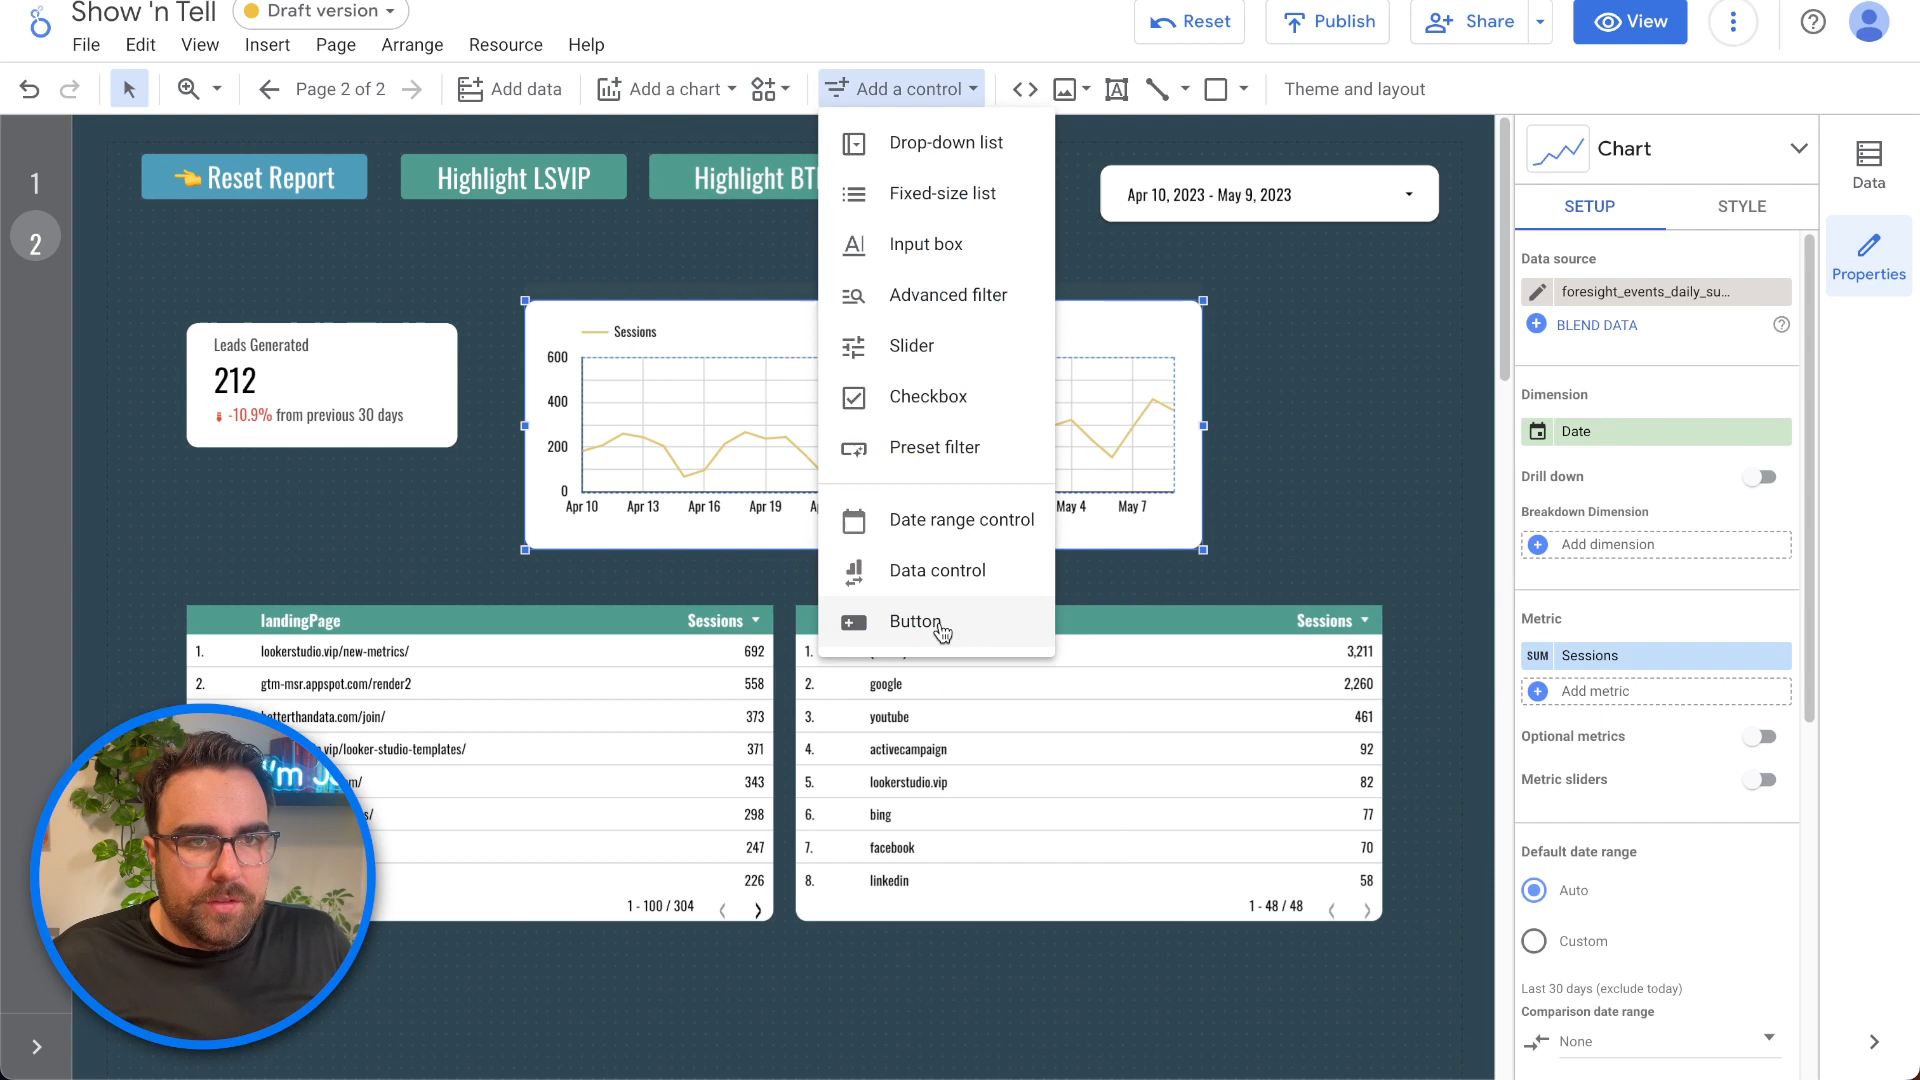 Show 'n Tell
Draft version
File Edit View Insert Page Arrange Resource Help
Reset
Publish
Share
View
Page 2 of 2
Add data
Add a chart
Add a control
Theme and layout
1
2
Reset Report
Highlight LSVIP
Highlight BT
Apr 10, 2023 - May 9, 2023
Drop-down list
Fixed-size list
Input box
Advanced filter
Slider
Checkbox
Preset filter
Date range control
Data control
Button
Leads Generated
212
-10.9% from previous 30 days
Sessions
600
400
200
0
Apr 10 Apr 13 Apr 16 Apr 19 May 4 May 7
landingPage Sessions
1. lookerstudio.vip/new-metrics/ 692
2. gtm-msr.appspot.com/render2 558
betterthandata.com/join/ 373
vip/looker-studio-templates/ 371
m/ 343
s/ 298
247
226
1 - 100 / 304
Sessions
1. 3,211
2. google 2,260
3. youtube 461
4. activecampaign 92
5. lookerstudio.vip 82
6. bing 77
7. facebook 70
8. linkedin 58
1 - 48 / 48
I'm
Chart
SETUP STYLE
Data source
foresight_events_daily_su...
BLEND DATA
Dimension
Date
Drill down
Breakdown Dimension
Add dimension
Metric
SUM Sessions
Add metric
Optional metrics
Metric sliders
Default date range
Auto
Custom
Last 30 days (exclude today)
Comparison date range
None
Data
Properties